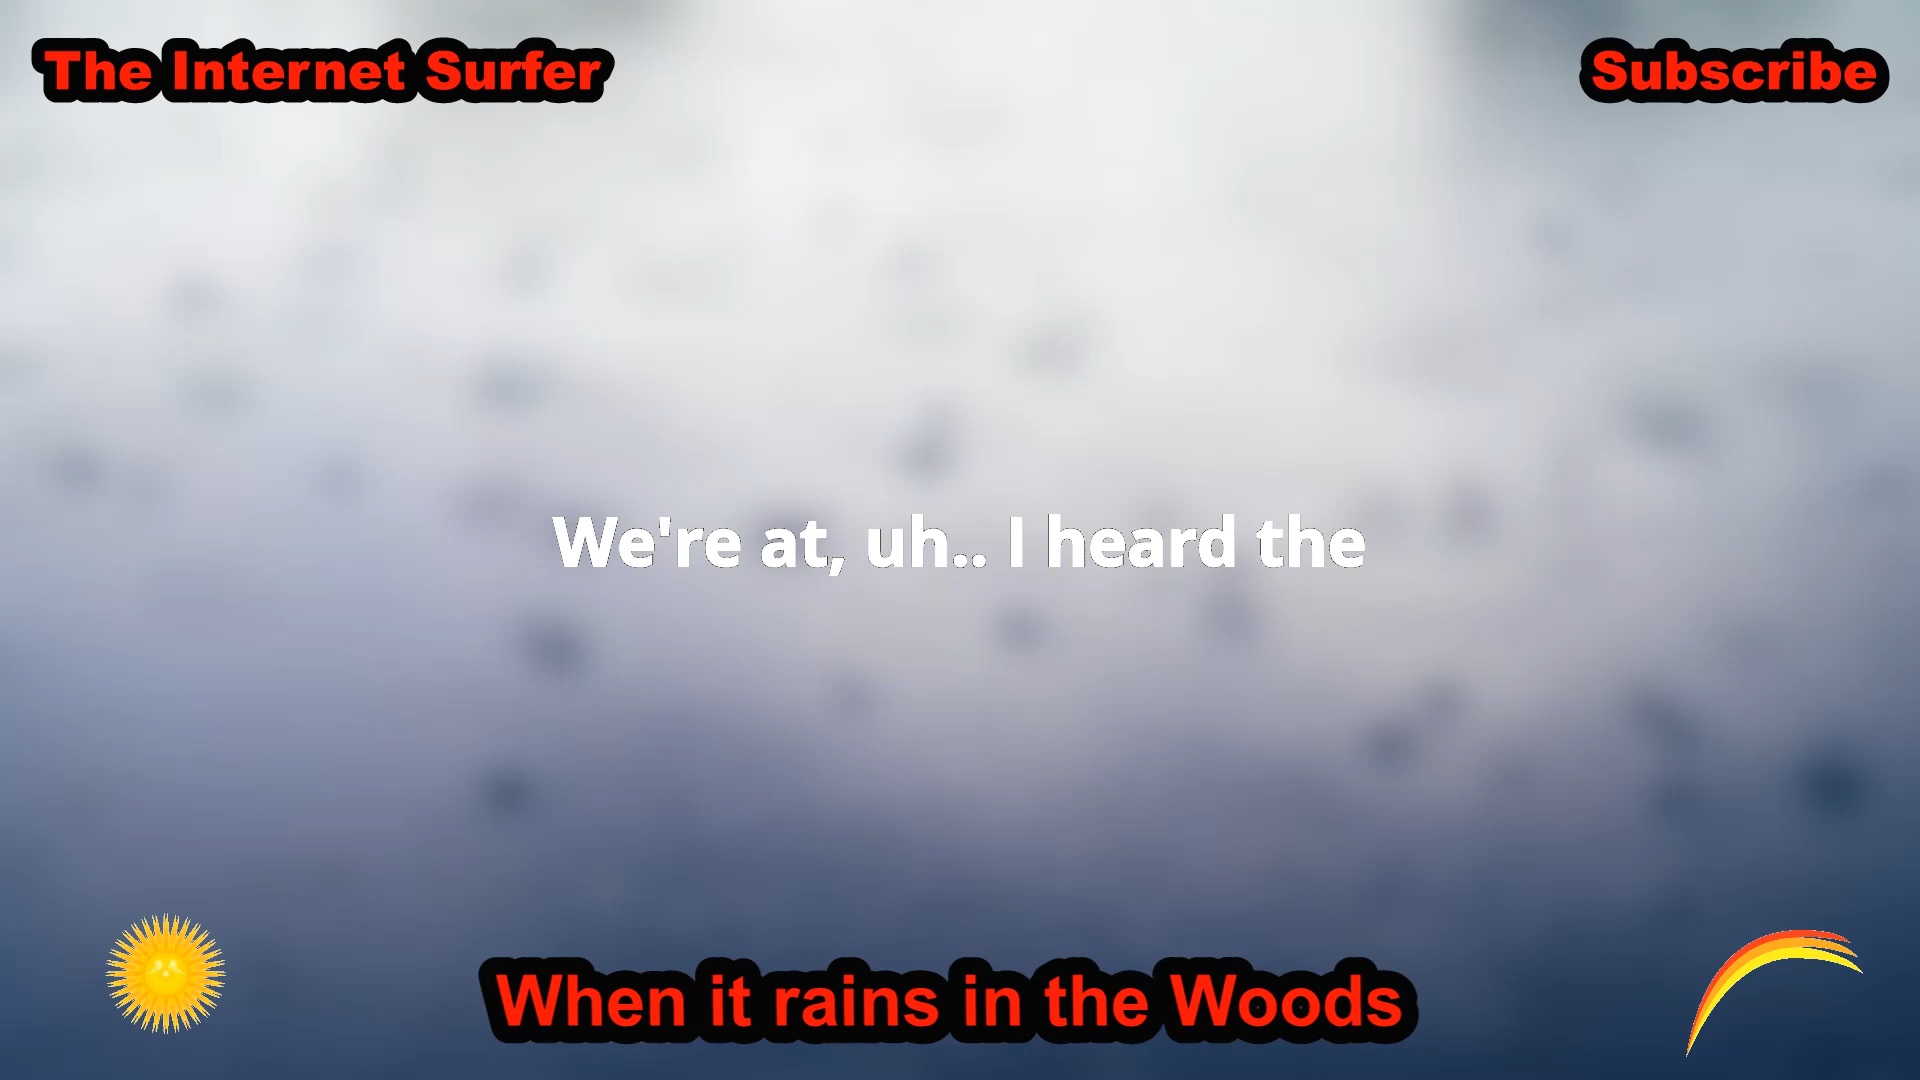 The Internet Surfer
Subscribe
We're at, uh.. I heard the
When it rains in the Woods